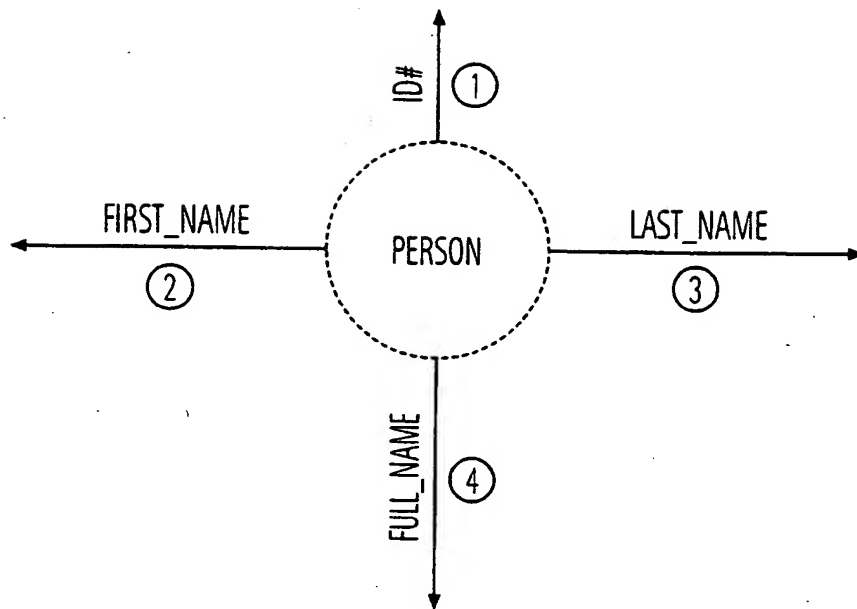 ID#
1
FIRST_NAME
2
PERSON
LAST_NAME
3
FULL_NAME
4